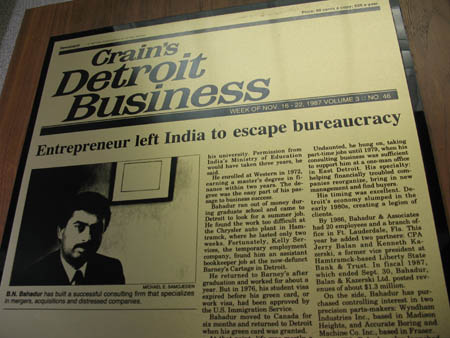 Newspaper
Price: 50 cents a copy; $25 a year
Crain's
Detroit
Business
WEEK OF NOV. 16 - 22, 1987 VOLUME 3 :: NO. 46
Entrepreneur left India to escape bureaucracy
MICHAEL E. SAMOJEDEN
B.N. Bahadur has built a successful consulting firm that specializes
in mergers, acquisitions and distressed companies.
his university. Permission from
India's Ministry of Education
would have taken three years, he
said.
He enrolled at Western in 1972,
earning a master's degree in fi-
nance within two years. The de-
gree was the easy part of his pas-
sage to business success.
Bahadur ran out of money dur-
ing graduate school and came to
Detroit to look for a summer job.
He found the work too difficult at
the Chrysler auto plant in Ham-
tramck, where he lasted only two
weeks. Fortunately, Kelly Ser-
vices, the temporary employment
company, found him an assistant
bookkeeper job at the now-defunct
Barney's Cartage in Detroit.
He returned to Barney's after
graduation and worked for about a
year. But in 1976, his student visa
expired before his green card, or
work visa, had been approved by
the U.S. Immigration Service.
Bahadur moved to Canada for
six months and returned to Detroit
when his green card was granted.
Undaunted, he hung on, taking
part-time jobs until 1979, when his
consulting business was sufficient
to support him at a one-man office
in East Detroit. His specialty:
helping financially troubled com-
panies reorganize, bring in new
management and find buyers.
His timing was excellent. De-
troit's economy slumped in the
early 1980s, creating a legion of
clients.
By 1986, Bahadur & Associates
had 20 employees and a branch of-
fice in Ft. Lauderdale, Fla. This
year he added two partners: CPA
Jerry Balan and Kenneth Ka-
zerski, a former vice president at
Hamtramck-based Liberty State
Bank & Trust. In fiscal 1987,
which ended Sept. 30, Bahadur,
Balan & Kazerski Ltd. posted rev-
enues of about $1.3 million.
On the side, Bahadur has pur-
chased controlling interest in two
precision parts-makers: Wyndham
Industries Inc., based in Madison
Heights, and Accurate Boring and
Machine Co. Inc., based in Fraser.